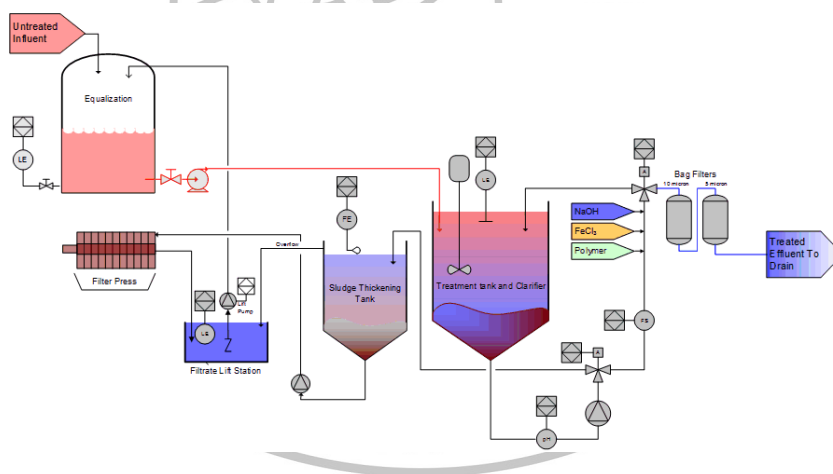 Untreated
Influent
Equalization
LE
Filter Press
LE
Lift
Pump
Filtrate Lift Station
Overflow
FE
Sludge Thickening
Tank
LE
Treatment tank and Clarifier
pH
A
A
FS
NaOH
FeCl₃
Polymer
Bag Filters
10 micron
5 micron
Treated
Effluent To
Drain